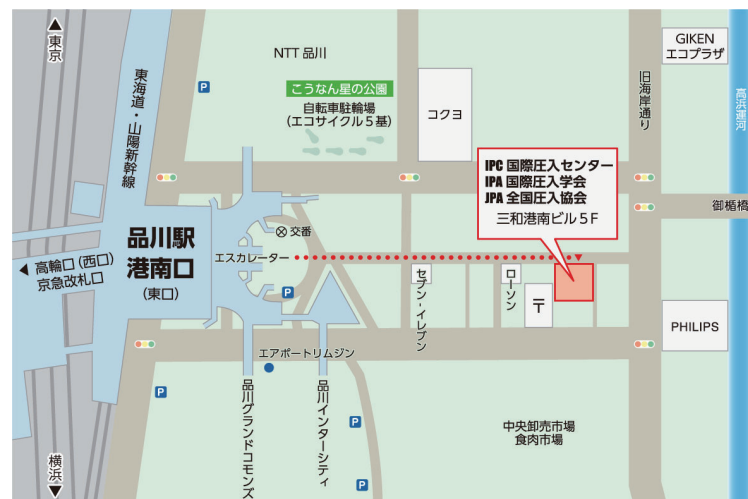 東京
NTT 品川
こうなん星の公園
自転車駐輪場
(エコサイクル5基)
コクヨ
GIKEN
エコプラザ
東海道・山陽新幹線
旧海岸通り
高浜運河
P
IPC 国際圧入センター
IPA 国際圧入学会
JPA 全国圧入協会
三和港南ビル5F
御楯橋
品川駅
港南口
(東口)
高輪口(西口)
京急改札口
交番
エスカレーター
P
セブン・イレブン
ローソン
〒
PHILIPS
エアポートリムジン
P
品川グランドコモンズ
品川インターシティ
P
中央卸売市場
食肉市場
P
横浜